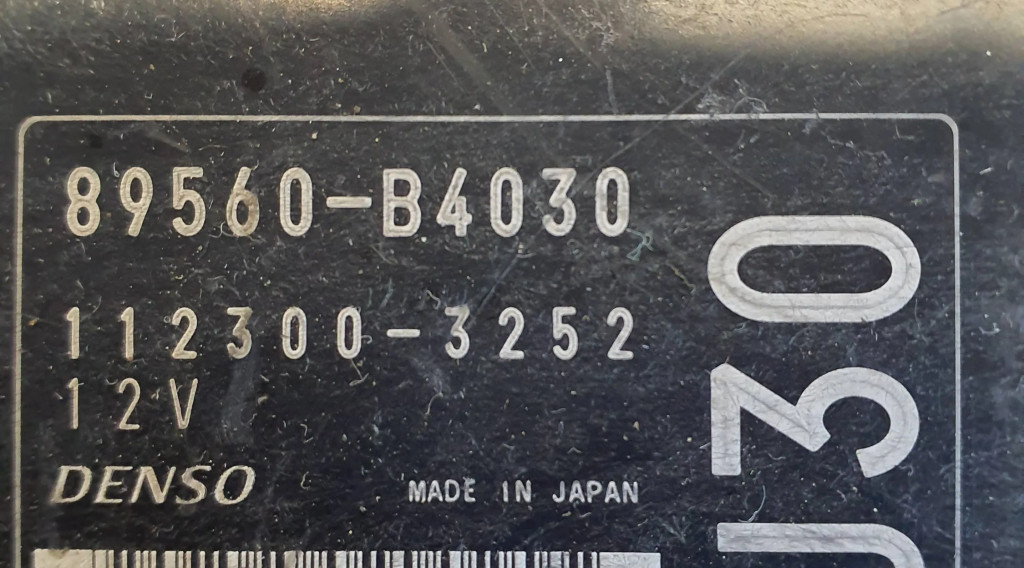 89560-B4030
112300-3252
12V
DENSO
MADE IN JAPAN
J30